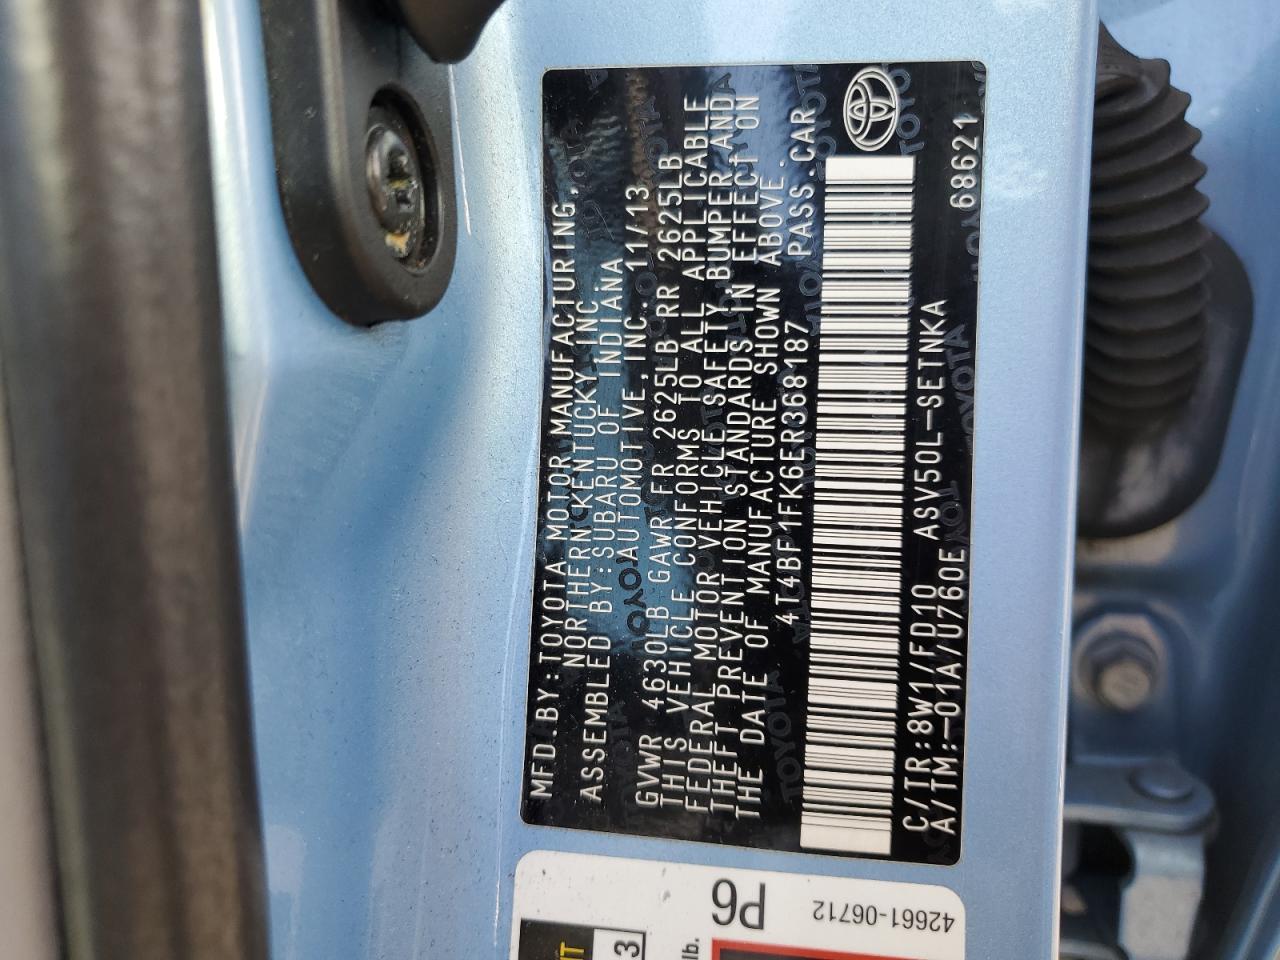 MFD.BY:TOYOTA MOTOR MANUFACTURING,
NORTHERN KENTUCKY,INC.
ASSEMBLED BY:SUBARU OF INDIANA
AUTOMOTIVE,INC. 11/13
GVWR 4630LB GAWR FR 2625LB RR 2625LB
THIS VEHICLE CONFORMS TO ALL APPLICABLE
FEDERAL MOTOR VEHICLE SAFETY,BUMPER,AND
THEFT PREVENTION STANDARDS IN EFFECT ON
THE DATE OF MANUFACTURE SHOWN ABOVE.
4T4BF1FK6ER368187 PASS.CAR
C/TR:8W1/FD10 ASV50L-SETNKA
A/TM:-01A/U760E 68621
P6
42661-06712
3
lb.